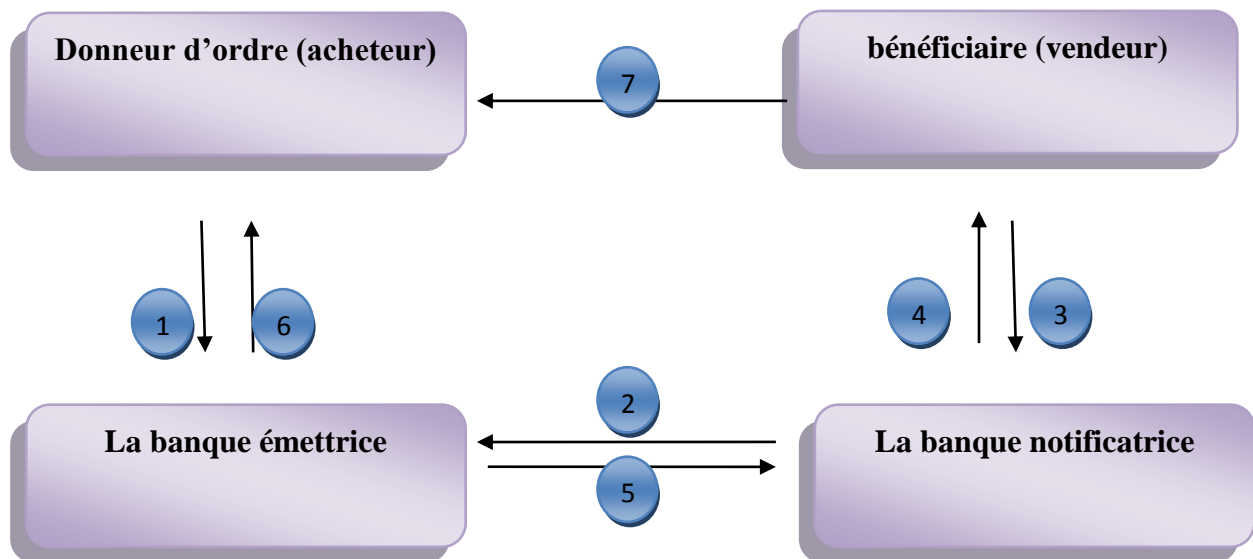 Donneur d’ordre (acheteur)
bénéficiaire (vendeur)
7
1
6
4
3
2
La banque émettrice
La banque notificatrice
5